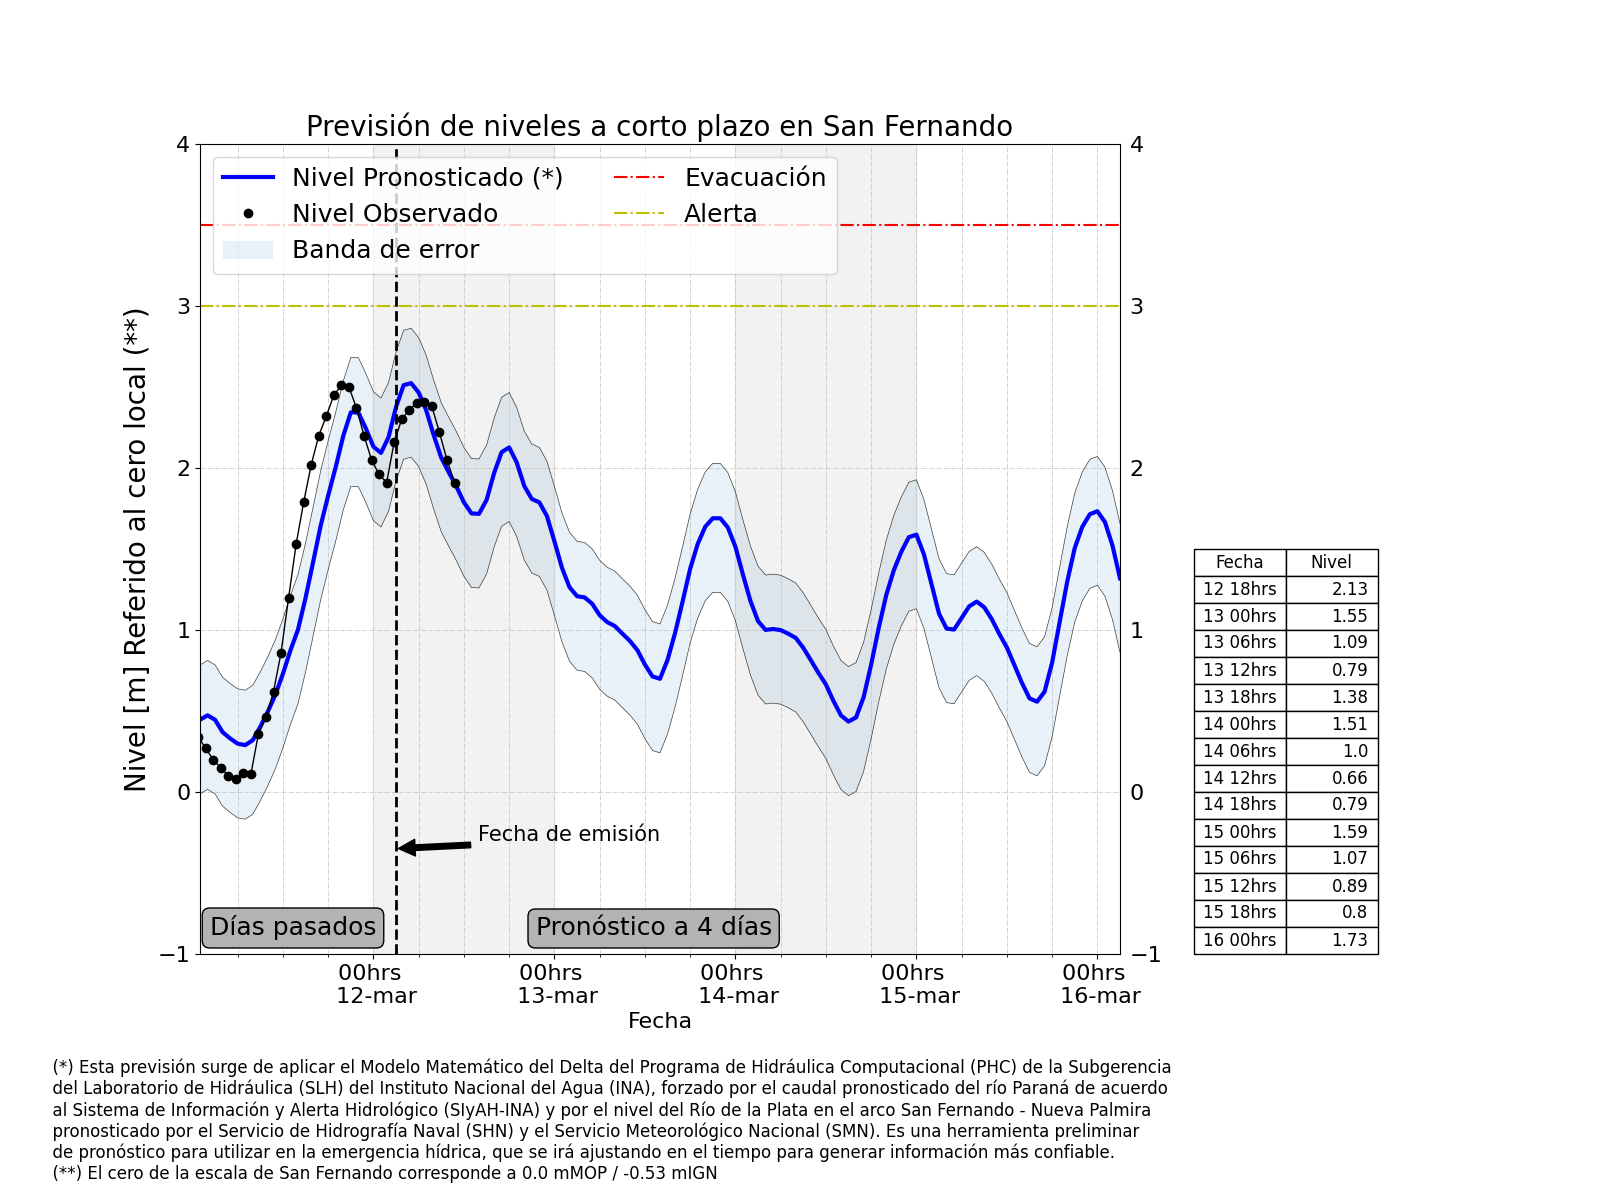 Previsión de niveles a corto plazo en San Fernando
4
3
2
1
0
−1
4
3
2
1
0
−1
Nivel Pronosticado (*)
Nivel Observado
Banda de error
Evacuación
Alerta
Nivel [m] Referido al cero local (**)
Fecha de emisión
Días pasados
Pronóstico a 4 días
00hrs
12-mar
00hrs
13-mar
00hrs
14-mar
00hrs
15-mar
00hrs
16-mar
Fecha
Fecha Nivel
12 18hrs 2.13
13 00hrs 1.55
13 06hrs 1.09
13 12hrs 0.79
13 18hrs 1.38
14 00hrs 1.51
14 06hrs 1.0
14 12hrs 0.66
14 18hrs 0.79
15 00hrs 1.59
15 06hrs 1.07
15 12hrs 0.89
15 18hrs 0.8
16 00hrs 1.73
(*) Esta previsión surge de aplicar el Modelo Matemático del Delta del Programa de Hidráulica Computacional (PHC) de la Subgerencia
del Laboratorio de Hidráulica (SLH) del Instituto Nacional del Agua (INA), forzado por el caudal pronosticado del río Paraná de acuerdo
al Sistema de Información y Alerta Hidrológico (SIyAH-INA) y por el nivel del Río de la Plata en el arco San Fernando - Nueva Palmira
pronosticado por el Servicio de Hidrografía Naval (SHN) y el Servicio Meteorológico Nacional (SMN). Es una herramienta preliminar
de pronóstico para utilizar en la emergencia hídrica, que se irá ajustando en el tiempo para generar información más confiable.
(**) El cero de la escala de San Fernando corresponde a 0.0 mMOP / -0.53 mIGN